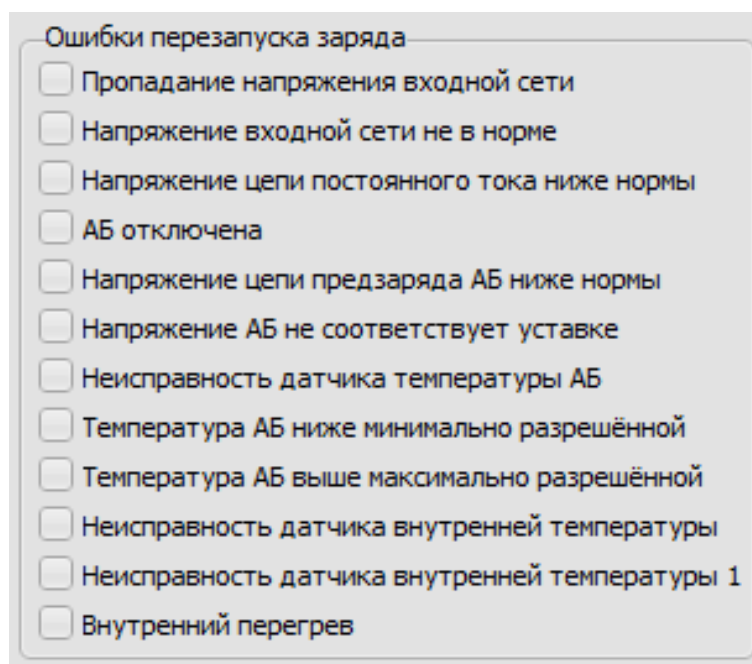 Ошибки перезапуска заряда
Пропадание напряжения входной сети
Напряжение входной сети не в норме
Напряжение цепи постоянного тока ниже нормы
АБ отключена
Напряжение цепи предзаряда АБ ниже нормы
Напряжение АБ не соответствует уставке
Неисправность датчика температуры АБ
Температура АБ ниже минимально разрешённой
Температура АБ выше максимально разрешённой
Неисправность датчика внутренней температуры
Неисправность датчика внутренней температуры 1
Внутренний перегрев